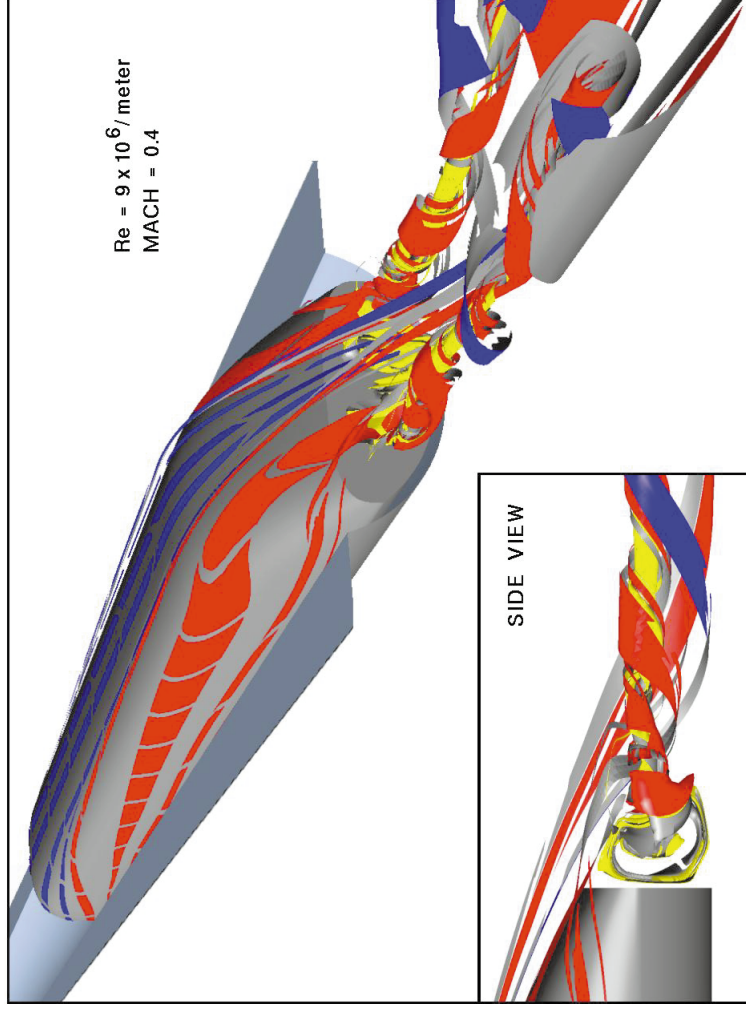 Re = 9 x 10⁶/meter
MACH = 0.4
SIDE VIEW